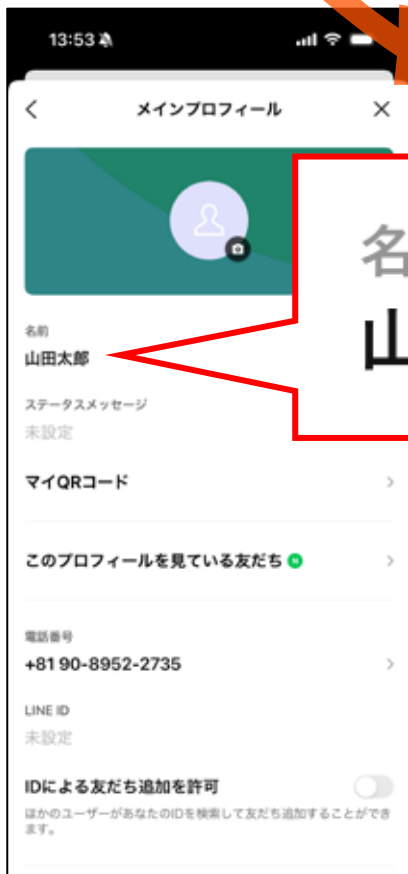 13:53
メインプロフィール
名
山
名前
山田太郎
ステータスメッセージ
未設定
マイQRコード
このプロフィールを見ている友だち N
電話番号
+81 90-8952-2735
LINE ID
未設定
IDによる友だち追加を許可
ほかのユーザーがあなたのIDを検索して友だち追加することができ
ます。